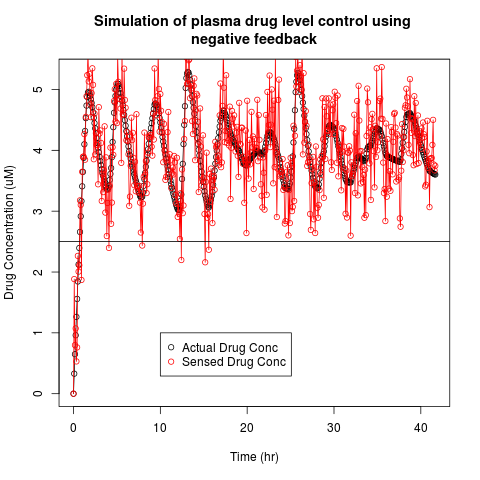 Simulation of plasma drug level control using
negative feedback
Drug Concentration (uM)
5
4
3
2
1
0
Actual Drug Conc
Sensed Drug Conc
0 10 20 30 40
Time (hr)